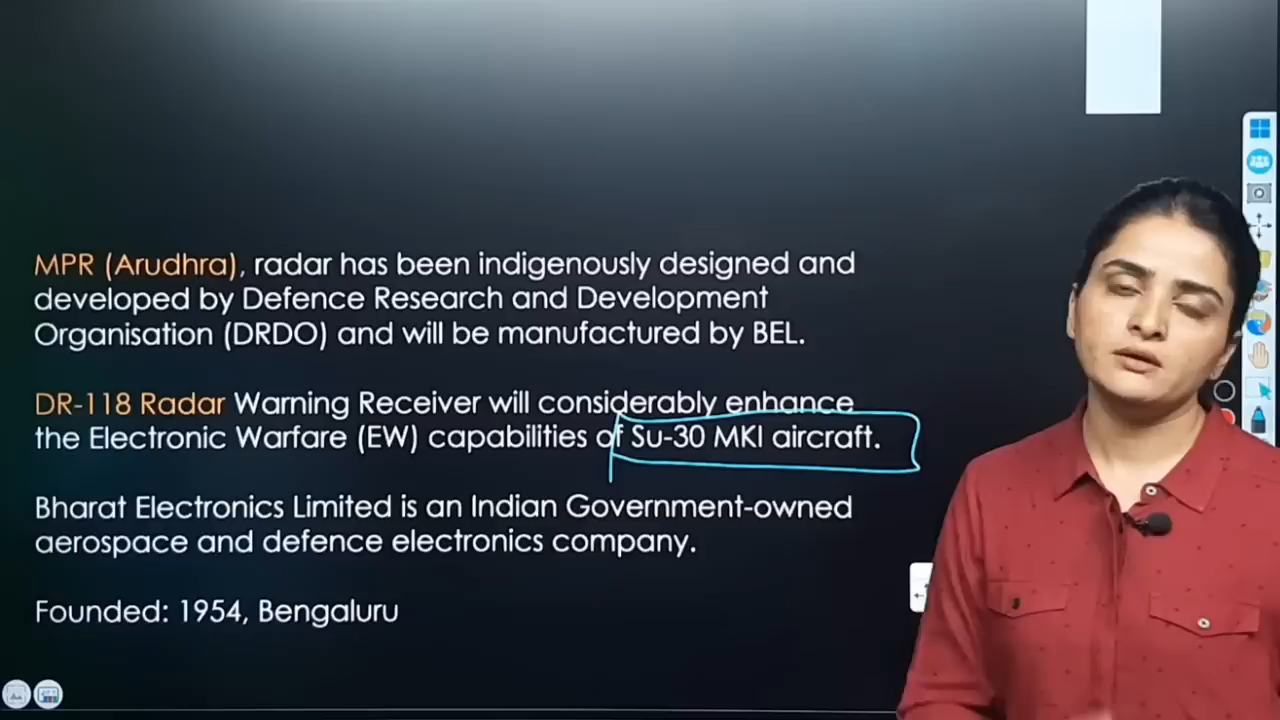 MPR (Arudhra), radar has been indigenously designed and
developed by Defence Research and Development
Organisation (DRDO) and will be manufactured by BEL.
DR-118 Radar Warning Receiver will considerably enhance
the Electronic Warfare (EW) capabilities of Su-30 MKI aircraft.
Bharat Electronics Limited is an Indian Government-owned
aerospace and defence electronics company.
Founded: 1954, Bengaluru